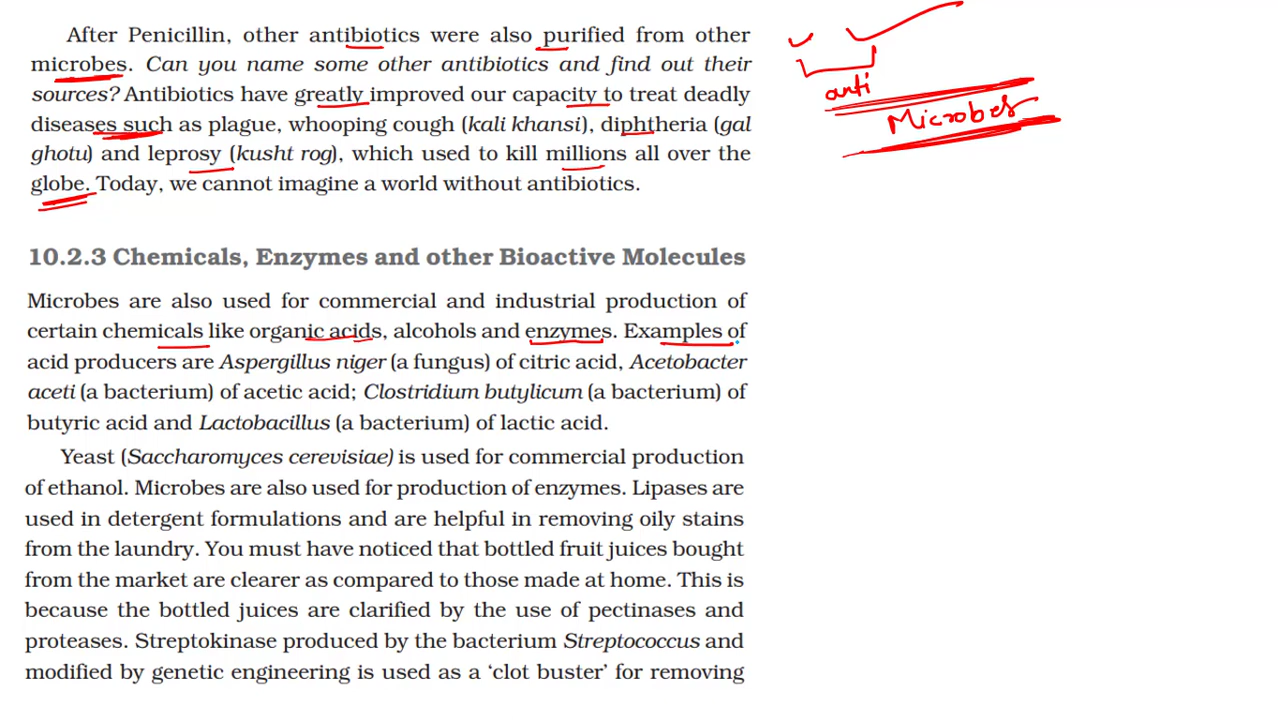 After Penicillin, other antibiotics were also purified from other
microbes. Can you name some other antibiotics and find out their
sources? Antibiotics have greatly improved our capacity to treat deadly
diseases such as plague, whooping cough (kali khansi), diphtheria (gal
ghotu) and leprosy (kusht rog), which used to kill millions all over the
globe. Today, we cannot imagine a world without antibiotics.
anti
Microbes
10.2.3 Chemicals, Enzymes and other Bioactive Molecules
Microbes are also used for commercial and industrial production of
certain chemicals like organic acids, alcohols and enzymes. Examples of
acid producers are Aspergillus niger (a fungus) of citric acid, Acetobacter
aceti (a bacterium) of acetic acid; Clostridium butylicum (a bacterium) of
butyric acid and Lactobacillus (a bacterium) of lactic acid.
Yeast (Saccharomyces cerevisiae) is used for commercial production
of ethanol. Microbes are also used for production of enzymes. Lipases are
used in detergent formulations and are helpful in removing oily stains
from the laundry. You must have noticed that bottled fruit juices bought
from the market are clearer as compared to those made at home. This is
because the bottled juices are clarified by the use of pectinases and
proteases. Streptokinase produced by the bacterium Streptococcus and
modified by genetic engineering is used as a ‘clot buster’ for removing